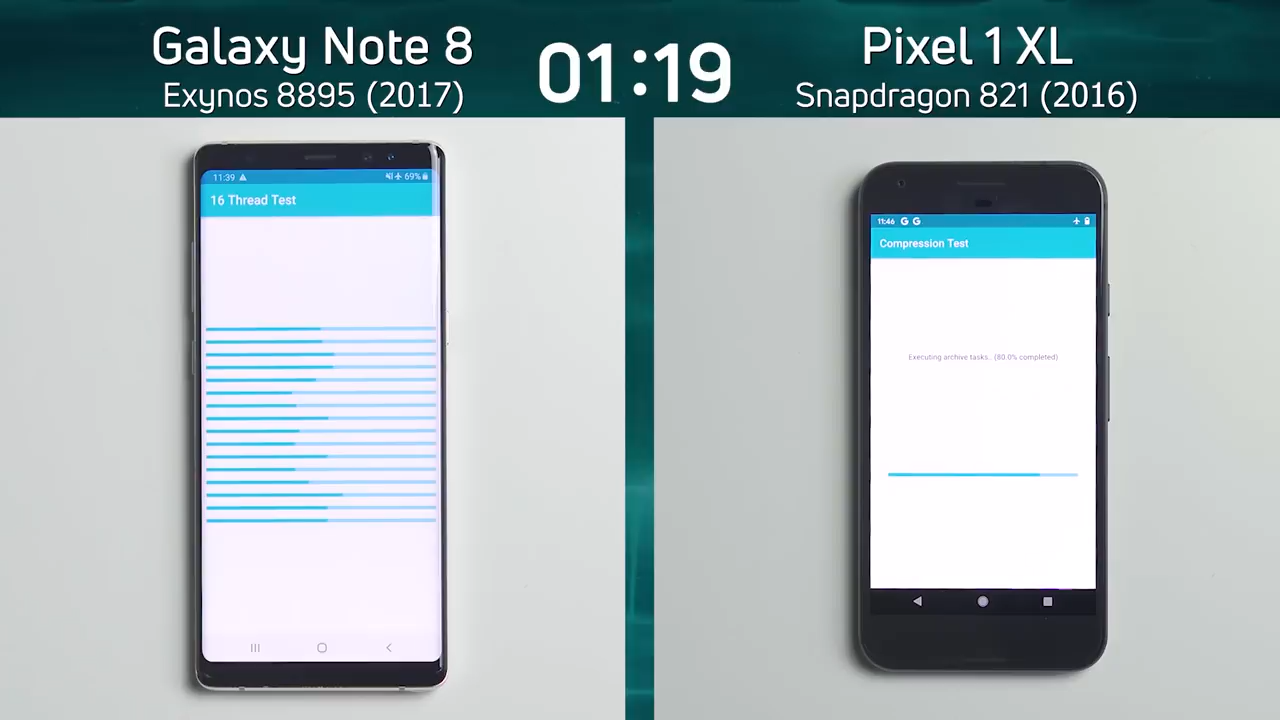 Galaxy Note 8
Exynos 8895 (2017)
01:19
Pixel 1 XL
Snapdragon 821 (2016)
11:39
69%
16 Thread Test
11:46 G G
Compression Test
Executing archive tasks.. (80.0% completed)